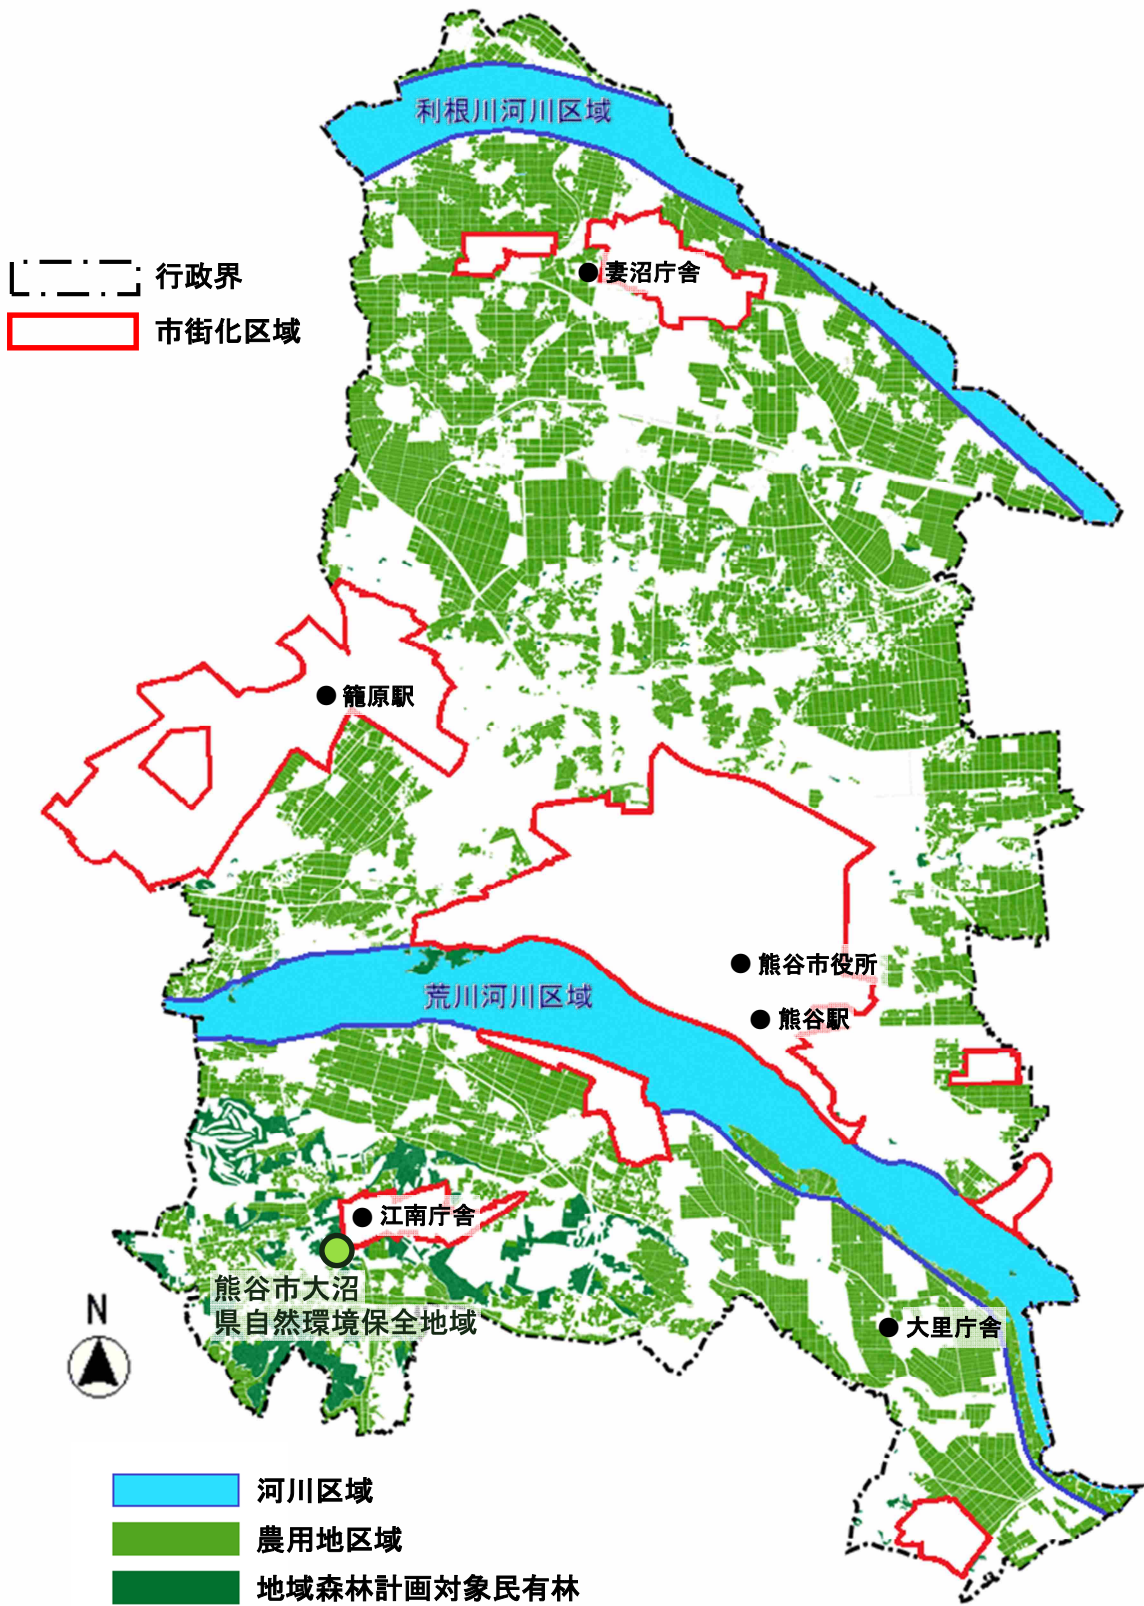 利根川河川区域
行政界
市街化区域
妻沼庁舎
籠原駅
熊谷市役所
荒川河川区域
熊谷駅
江南庁舎
熊谷市大沼
県自然環境保全地域
大里庁舎
N
河川区域
農用地区域
地域森林計画対象民有林